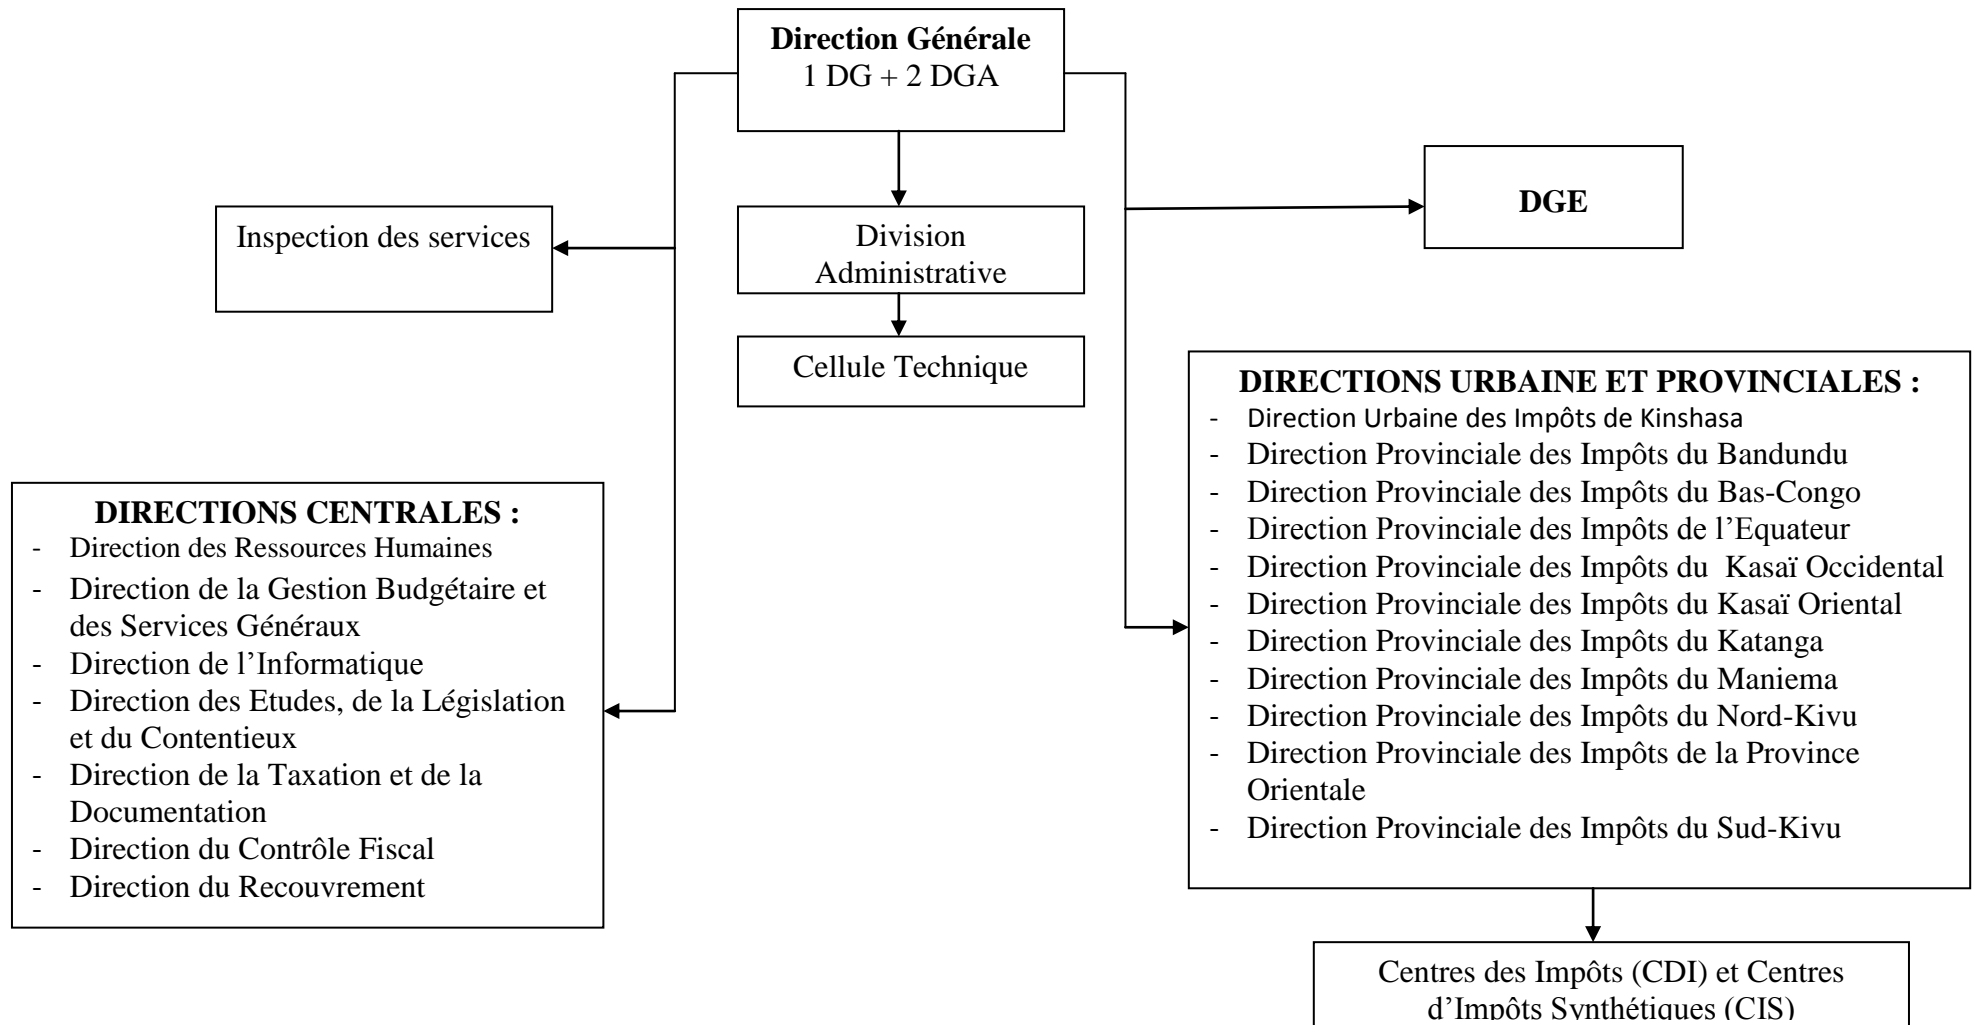 Direction Générale
1 DG + 2 DGA
DGE
Inspection des services
Division
Administrative
Cellule Technique
DIRECTIONS URBAINE ET PROVINCIALES :
- Direction Urbaine des Impôts de Kinshasa
- Direction Provinciale des Impôts du Bandundu
- Direction Provinciale des Impôts du Bas-Congo
- Direction Provinciale des Impôts de l’Equateur
- Direction Provinciale des Impôts du  Kasaï Occidental
- Direction Provinciale des Impôts du Kasaï Oriental
- Direction Provinciale des Impôts du Katanga
- Direction Provinciale des Impôts du Maniema
- Direction Provinciale des Impôts du Nord-Kivu
- Direction Provinciale des Impôts de la Province
Orientale
- Direction Provinciale des Impôts du Sud-Kivu
DIRECTIONS CENTRALES :
- Direction des Ressources Humaines
- Direction de la Gestion Budgétaire et
des Services Généraux
- Direction de l’Informatique
- Direction des Etudes, de la Législation
et du Contentieux
- Direction de la Taxation et de la
Documentation
- Direction du Contrôle Fiscal
- Direction du Recouvrement
Centres des Impôts (CDI) et Centres
d’Impôts Synthétiques (CIS)